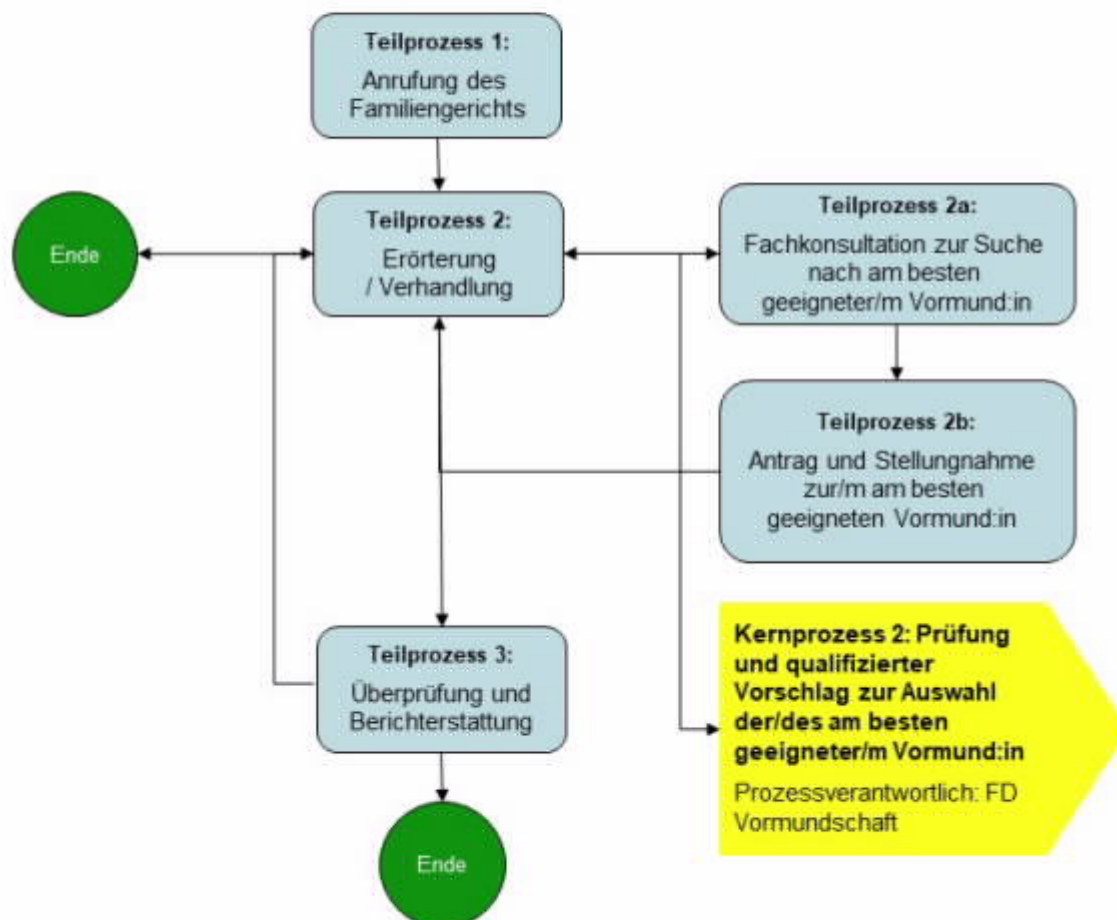 Teilprozess 1:
Anrufung des
Familiengerichts
Ende
Teilprozess 2:
Erörterung
/ Verhandlung
Teilprozess 2a:
Fachkonsultation zur Suche
nach am besten
geeigneter/m Vormund:in
Teilprozess 2b:
Antrag und Stellungnahme
zur/m am besten
geeigneten Vormund:in
Teilprozess 3:
Überprüfung und
Berichterstattung
Kernprozess 2: Prüfung
und qualifizierter
Vorschlag zur Auswahl
der/des am besten
geeigneter/m Vormund:in
Prozessverantwortlich: FD
Vormundschaft
Ende